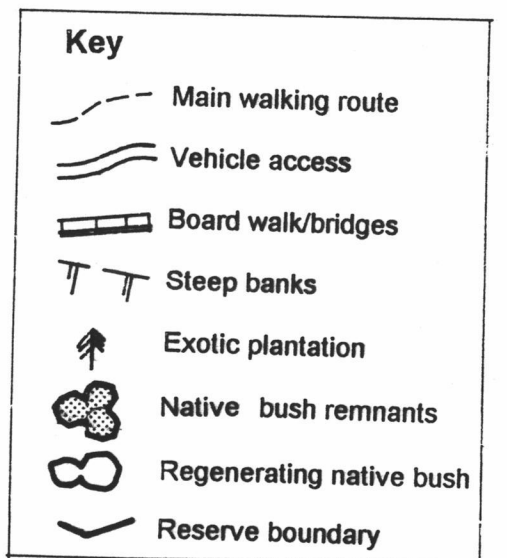 Key
Main walking route
Vehicle access
Board walk/bridges
Steep banks
Exotic plantation
Native bush remnants
Regenerating native bush
Reserve boundary